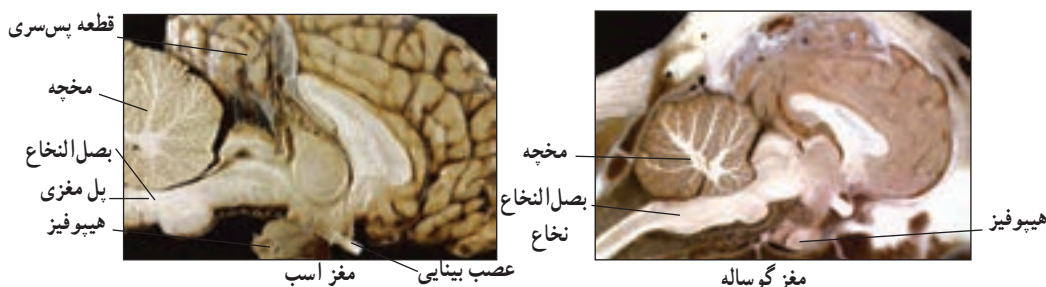 قطعه پس‌سری
مخچه
بصل‌النخاع
پل مغزی
هیپوفیز
عصب بینایی
مغز اسب
مخچه
بصل‌النخاع
نخاع
هیپوفیز
مغز گوساله